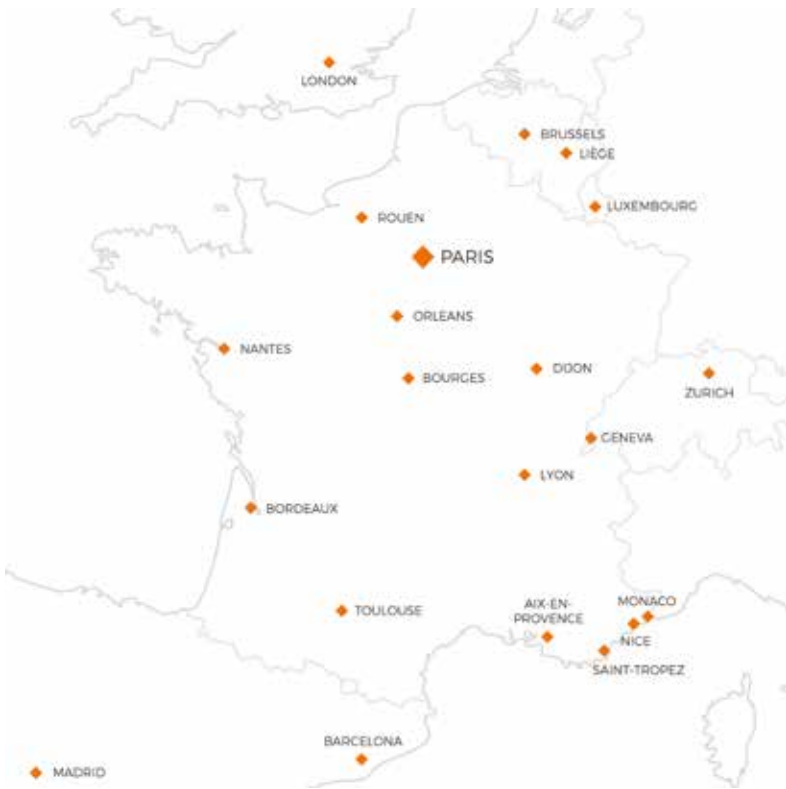 LONDON
BRUSSELS
LIÈGE
LUXEMBOURG
ROUEN
PARIS
ORLEANS
NANTES
DIJON
BOURGES
ZURICH
GENEVA
LYON
BORDEAUX
AIX-EN-
PROVENCE
MONACO
TOULOUSE
NICE
SAINT-TROPEZ
BARCELONA
MADRID